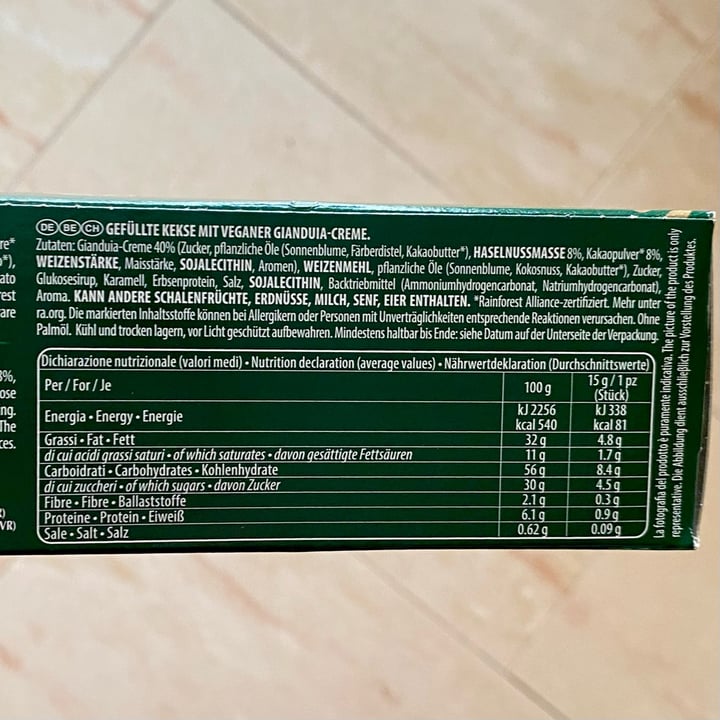 DE BE CH GEFÜLLTE KEKSE MIT VEGANER GIANDUIA-CREME.
Zutaten: Gianduia-Creme 40% (Zucker, pflanzliche Öle (Sonnenblume, Färberdistel, Kakaobutter*), HASELNUSSMASSE 8%, Kakaopulver* 8%,
WEIZENSTÄRKE, Maisstärke, SOJALECITHIN, Aromen), WEIZENMEHL, pflanzliche Öle (Sonnenblume, Kokosnuss, Kakaobutter*), Zucker,
Glukosesirup, Karamell, Erbsenprotein, Salz, SOJALECITHIN, Backtriebmittel (Ammoniumhydrogencarbonat, Natriumhydrogencarbonat),
Aroma. KANN ANDERE SCHALENFRÜCHTE, ERDNÜSSE, MILCH, SENF, EIER ENTHALTEN. *Rainforest Alliance-zertifiziert. Mehr unter
ra.org. Die markierten Inhaltsstoffe können bei Allergikern oder Personen mit Unverträglichkeiten entsprechende Reaktionen verursachen. Ohne
Palmöl. Kühl und trocken lagern, vor Licht geschützt aufbewahren. Mindestens haltbar bis Ende: siehe Datum auf der Unterseite der Verpackung.
Dichiarazione nutrizionale (valori medi) • Nutrition declaration (average values) • Nährwertdeklaration (Durchschnittswerte)
Per / For / Je 100 g 15 g / 1 pz
(Stück)
Energia • Energy • Energie kJ 2256 kJ 338
kcal 540 kcal 81
Grassi • Fat • Fett 32 g 4.8 g
di cui acidi grassi saturi • of which saturates • davon gesättigte Fettsäuren 11 g 1.7 g
Carboidrati • Carbohydrates • Kohlenhydrate 56 g 8.4 g
di cui zuccheri • of which sugars • davon Zucker 30 g 4.5 g
Fibre • Fibre • Ballaststoffe 2.1 g 0.3 g
Proteine • Protein • Eiweiß 6.1 g 0.9 g
Sale • Salt • Salz 0.62 g 0.09 g
La fotografia del prodotto è puramente indicativa. The picture of the product is only
representative. Die Abbildung dient ausschließlich zur Vorstellung des Produktes.